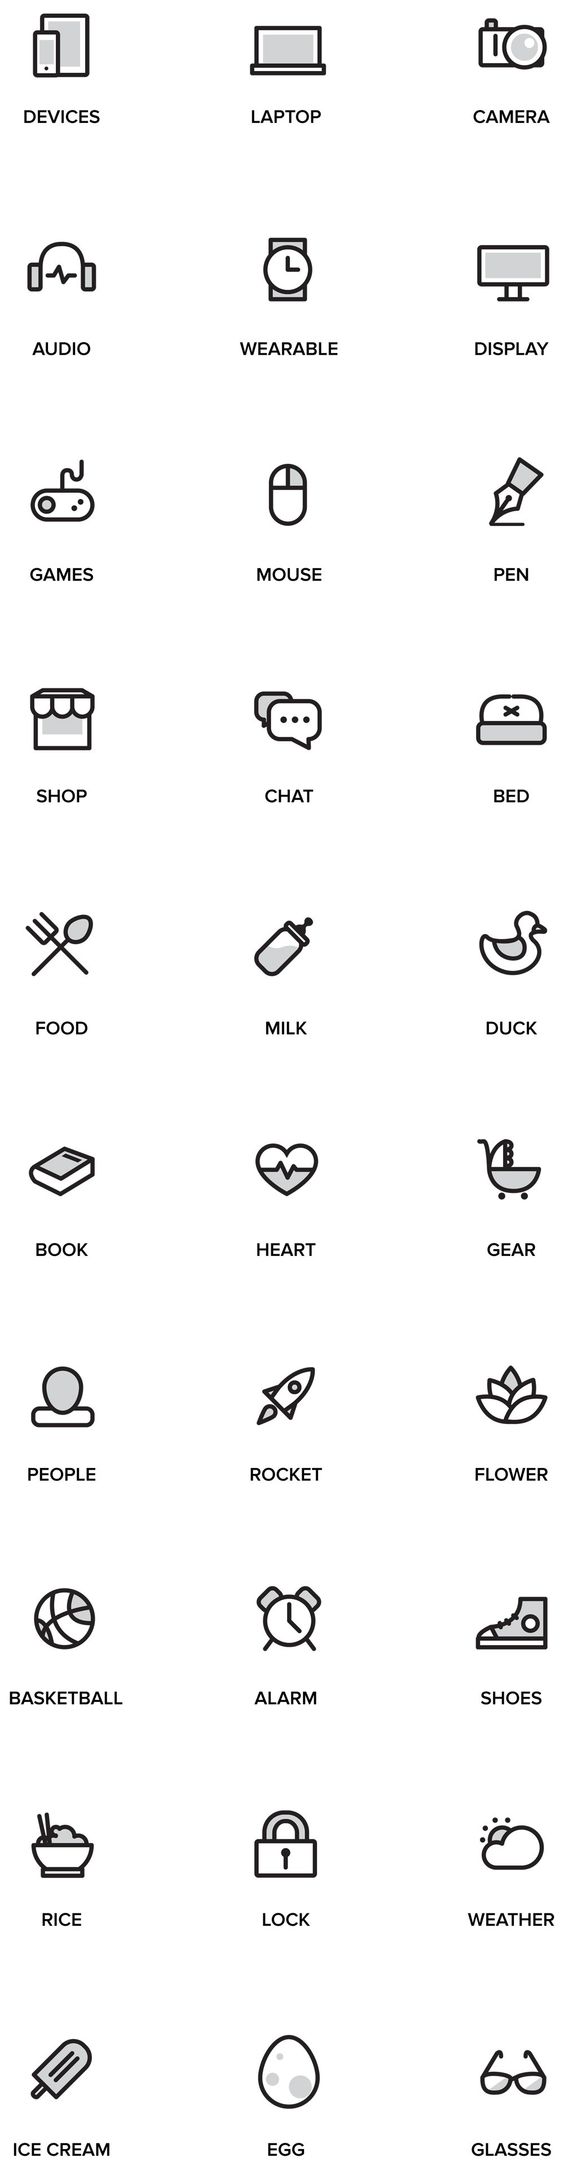 DEVICES
LAPTOP
CAMERA
AUDIO
WEARABLE
DISPLAY
GAMES
MOUSE
PEN
SHOP
CHAT
BED
FOOD
MILK
DUCK
BOOK
HEART
GEAR
PEOPLE
ROCKET
FLOWER
BASKETBALL
ALARM
SHOES
RICE
LOCK
WEATHER
ICE CREAM
EGG
GLASSES